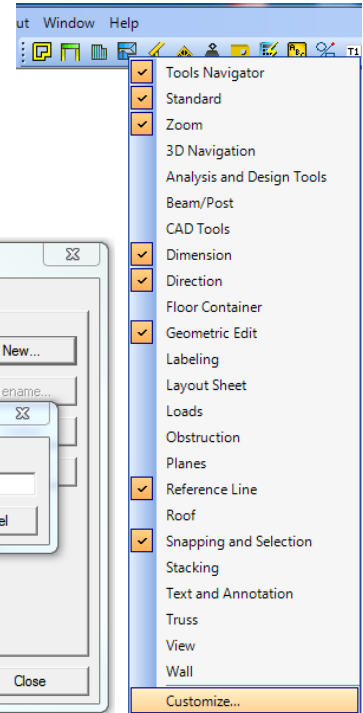 ut Window Help
T1
Tools Navigator
Standard
Zoom
3D Navigation
Analysis and Design Tools
Beam/Post
CAD Tools
Dimension
Direction
Floor Container
Geometric Edit
Labeling
Layout Sheet
Loads
Obstruction
Planes
Reference Line
Roof
Snapping and Selection
Stacking
Text and Annotation
Truss
View
Wall
Customize...
New...
ename...
el
Close